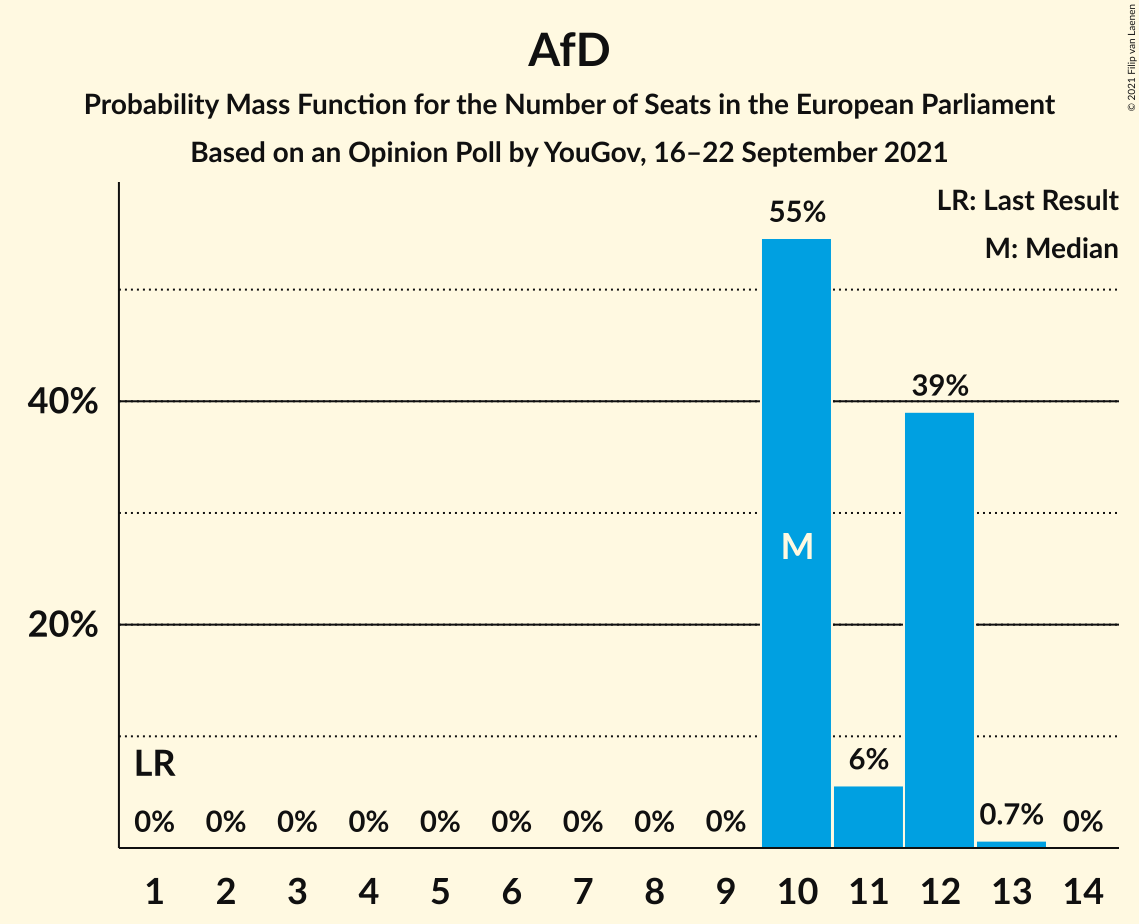 AfD
Probability Mass Function for the Number of Seats in the European Parliament
Based on an Opinion Poll by YouGov, 16–22 September 2021
© 2021 Filip van Laenen
LR: Last Result
M: Median
55%
40%
39%
M
20%
LR
6%
0% 0% 0% 0% 0% 0% 0% 0% 0% 0.7% 0%
1 2 3 4 5 6 7 8 9 10 11 12 13 14